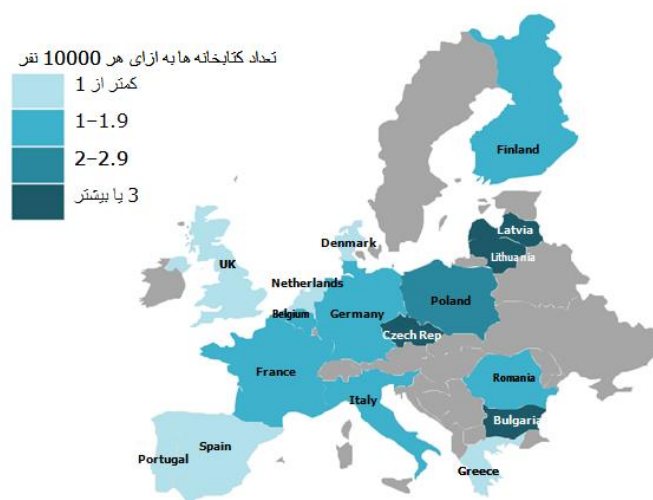 تعداد کتابخانه ها به ازای هر 10000 نفر
کمتر از 1
1-1.9
2-2.9
3 یا بیشتر
Finland
Latvia
Lithuania
Denmark
UK
Netherlands
Belgium
Germany
Poland
Czech Rep
France
Romania
Italy
Bulgaria
Spain
Portugal
Greece